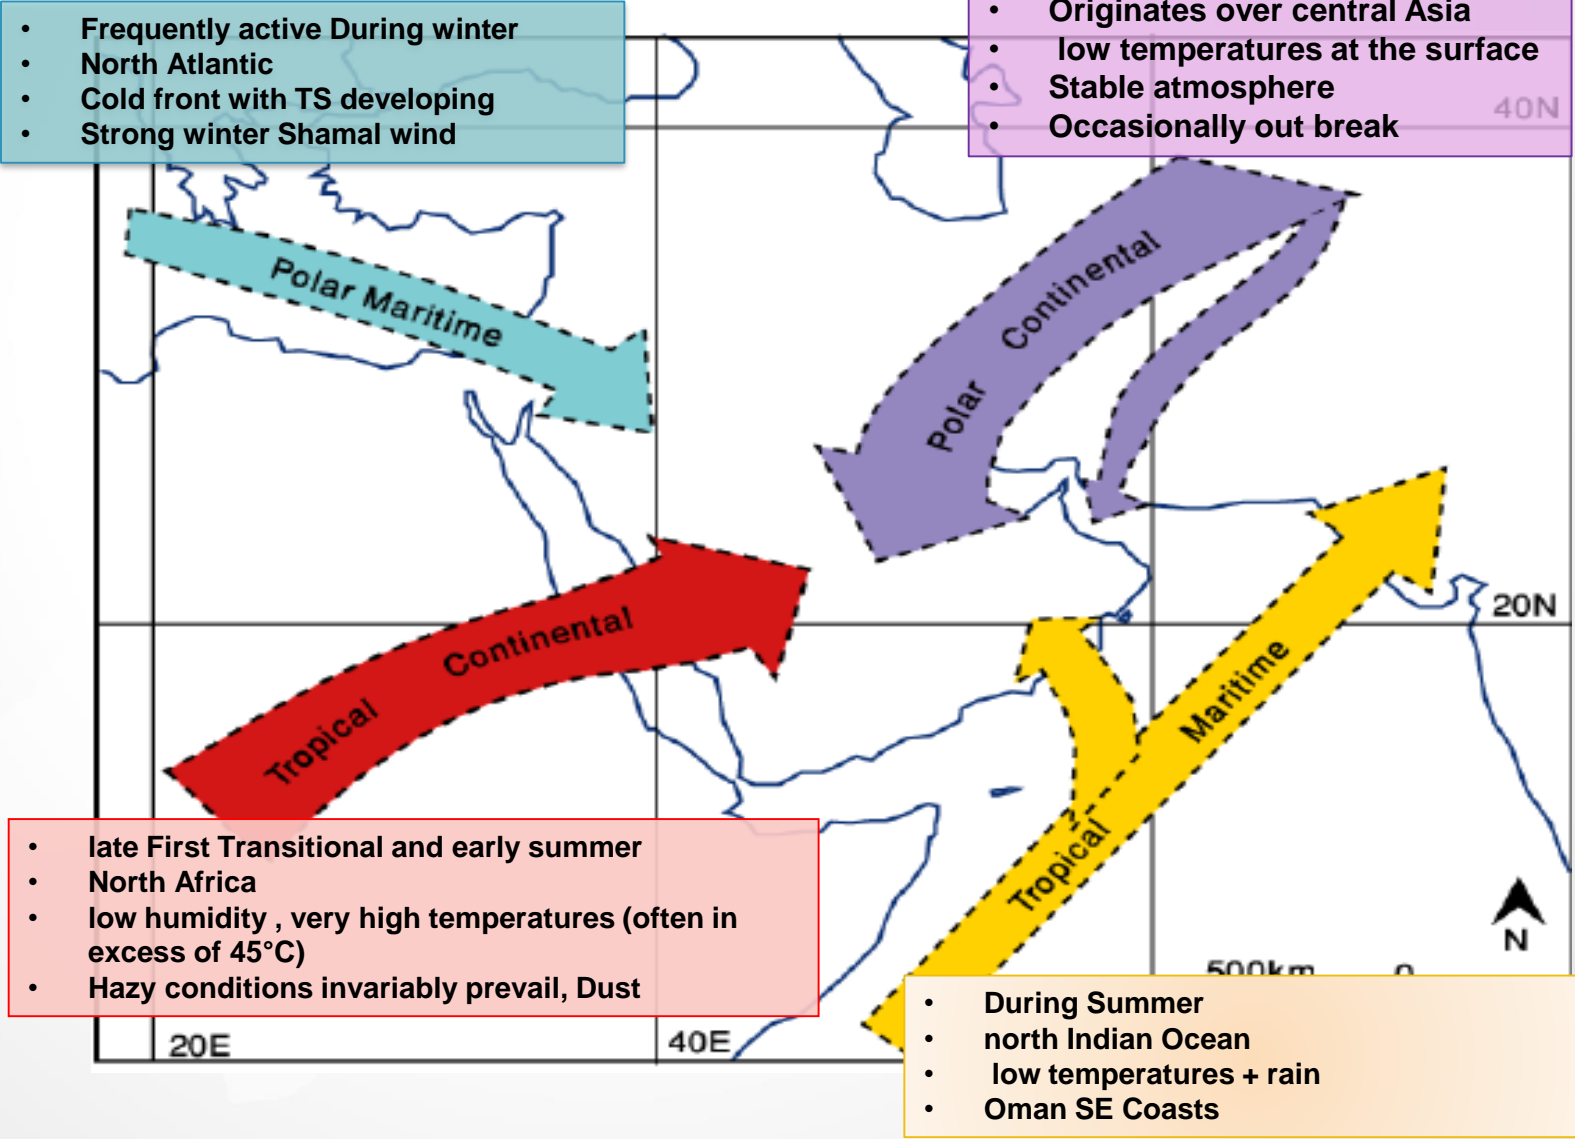 • Frequently active During winter
• North Atlantic
• Cold front with TS developing
• Strong winter Shamal wind
• Originates over central Asia
• low temperatures at the surface
• Stable atmosphere
• Occasionally out break
40N
Polar Maritime
Polar Continental
Tropical Continental
20N
Tropical Maritime
• late First Transitional and early summer
• North Africa
• low humidity , very high temperatures (often in
excess of 45°C)
• Hazy conditions invariably prevail, Dust
N
500km 0
• During Summer
• north Indian Ocean
• low temperatures + rain
• Oman SE Coasts
20E
40E